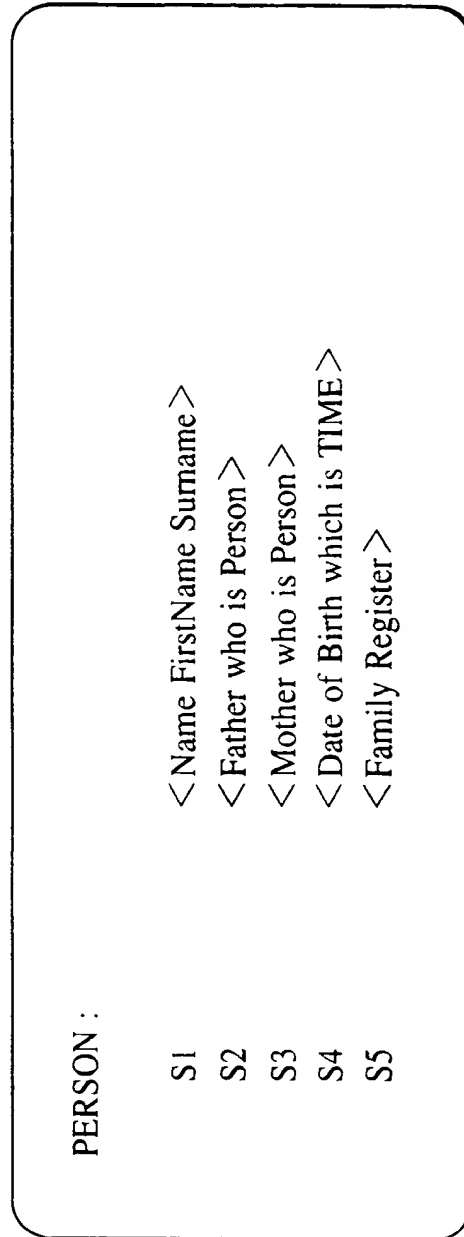 PERSON :
S1 <Name FirstName Surname>
S2 <Father who is Person>
S3 <Mother who is Person>
S4 <Date of Birth which is TIME>
S5 <Family Register>